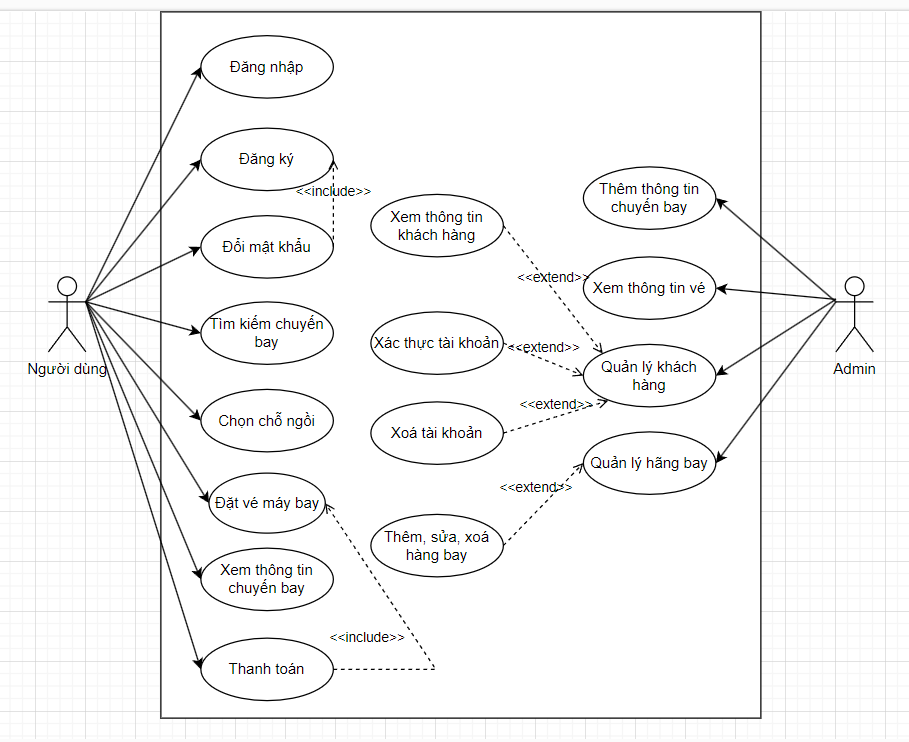 Đăng nhập
Đăng ký
<<include>>
Đổi mật khẩu
Tìm kiếm chuyến
bay
Chọn chỗ ngồi
Đặt vé máy bay
Xem thông tin
chuyến bay
<<include>>
Thanh toán
Người dùng
Xem thông tin
khách hàng
<<extend>>
Xác thực tài khoản
<<extend>>
<<extend>>
Xoá tài khoản
<<extend>>
Thêm, sửa, xoá
hàng bay
Thêm thông tin
chuyến bay
Xem thông tin vé
Quản lý khách
hàng
Quản lý hãng bay
Admin